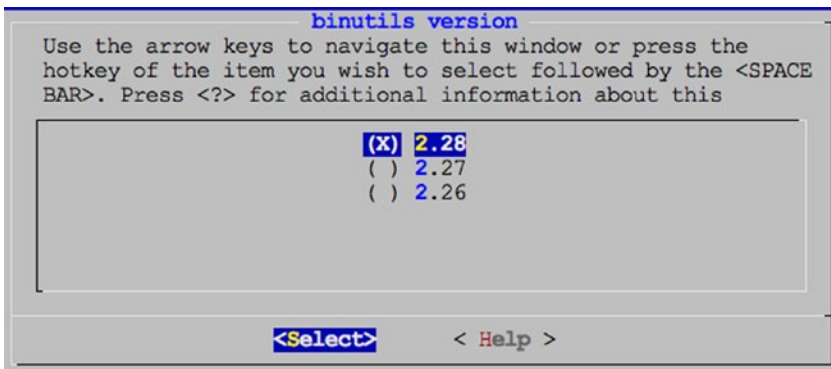 binutils version
Use the arrow keys to navigate this window or press the
hotkey of the item you wish to select followed by the <SPACE
BAR>. Press <?> for additional information about this
(X) 2.28
( ) 2.27
( ) 2.26
<Select> < Help >